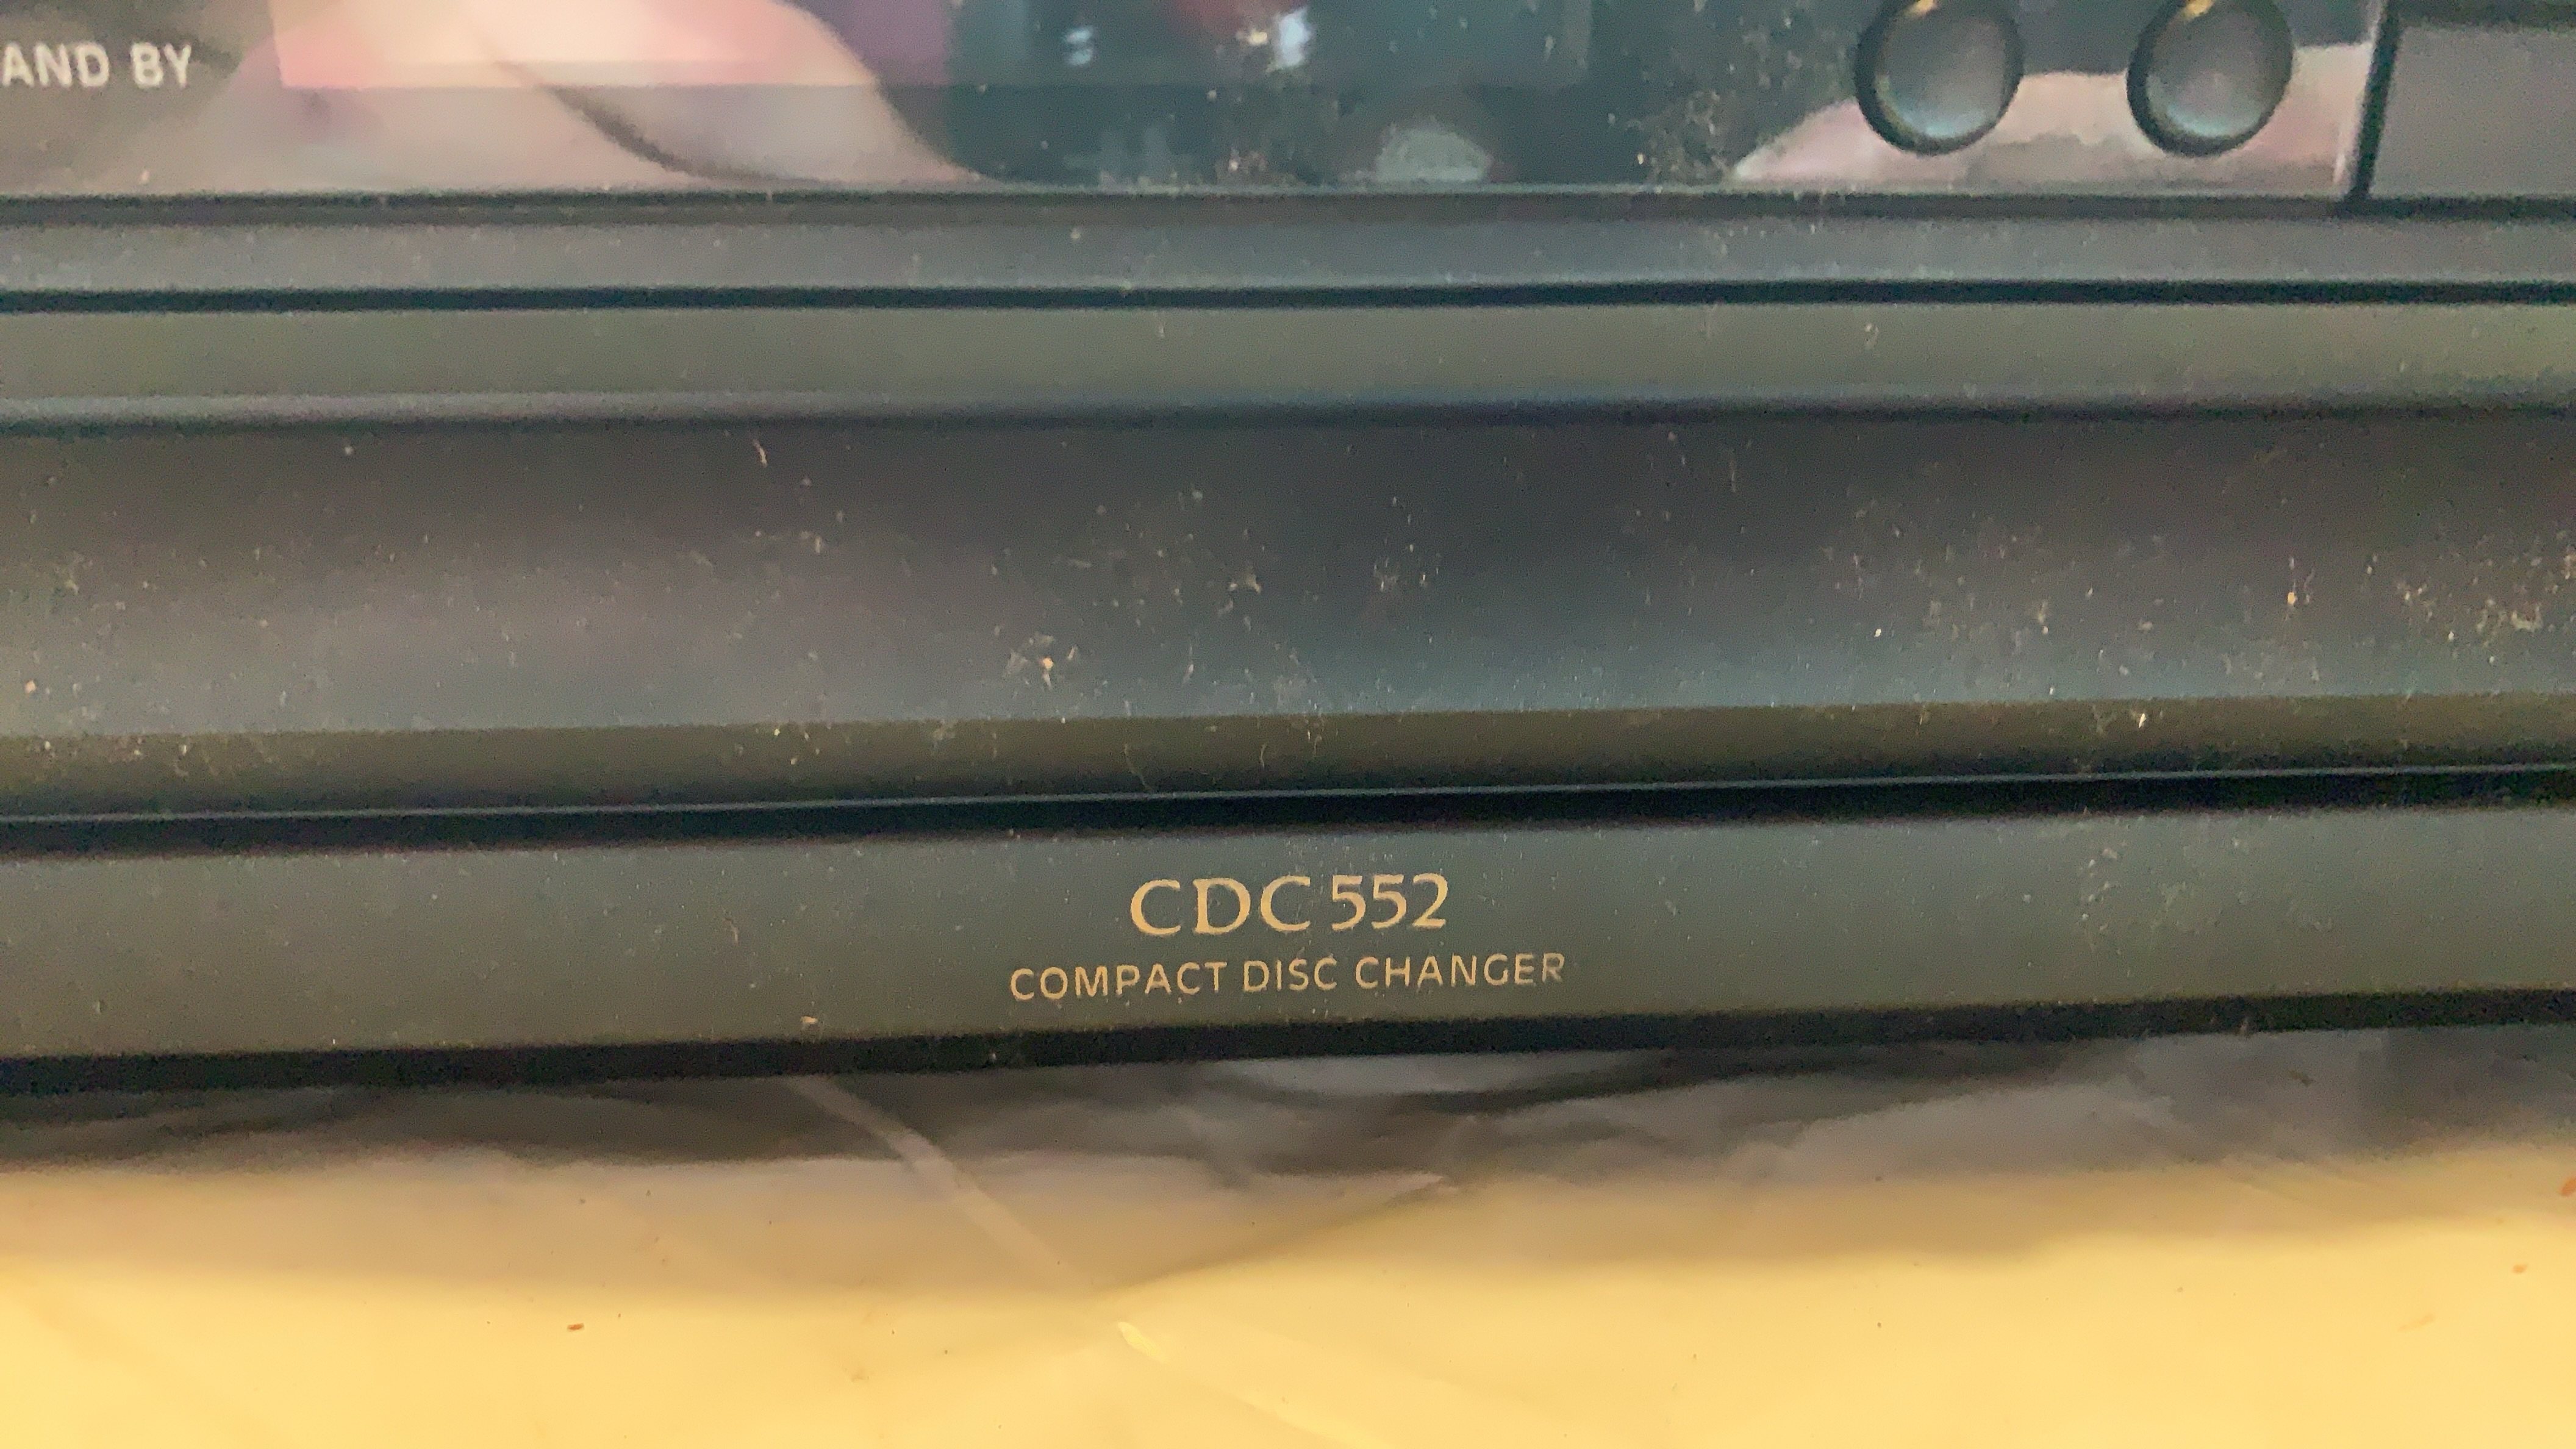 AND BY
CDC 552
COMPACT DISC CHANGER